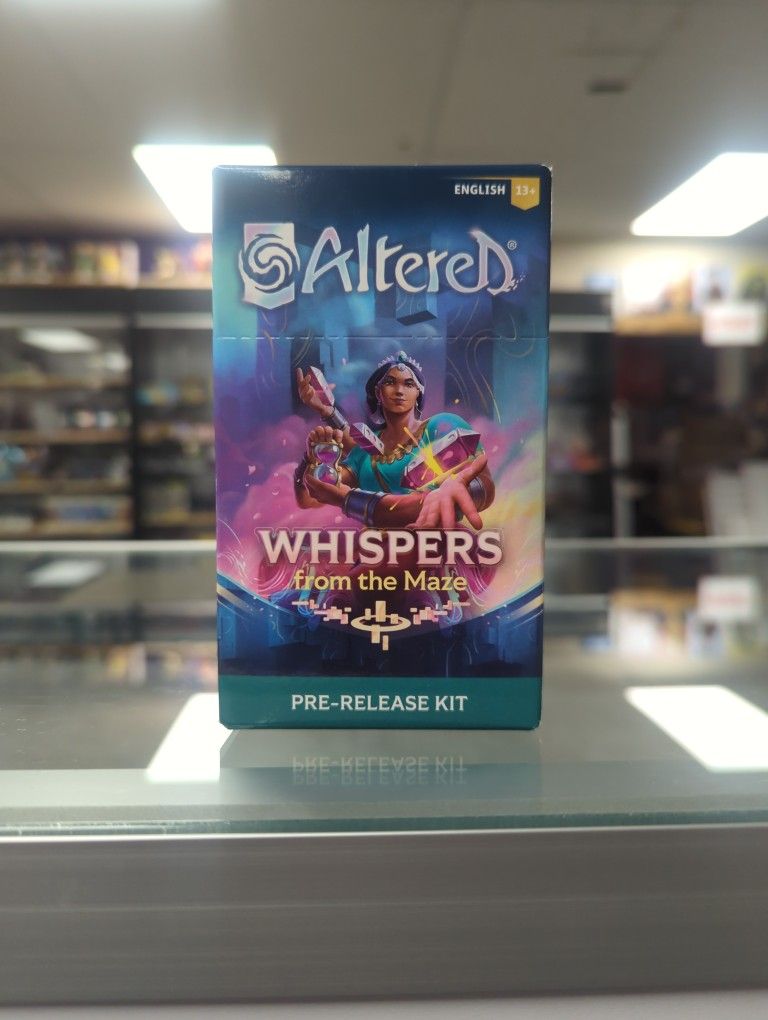 ENGLISH 13+
Altered®
WHISPERS
from the Maze
PRE-RELEASE KIT